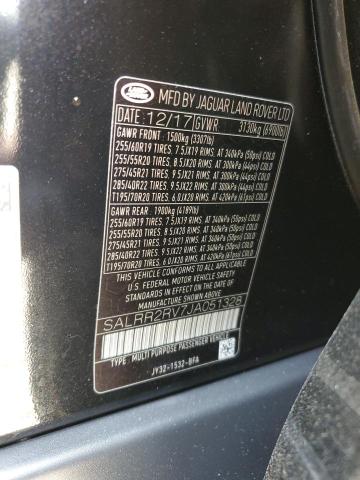 LAND ROVER
MFD BY JAGUAR LAND ROVER LTD
DATE: 12/17 GVWR 3130kg (6900lb)
GAWR FRONT : 1500kg (3307lb)
255/60R19 TIRES 7.5JX19 RIMS. AT 340kPa (50psi) COLD
255/55R20 TIRES 8.5JX20 RIMS. AT 300kPa (44psi) COLD
275/45R21 TIRES 9.5JX21 RIMS. AT 300kPa (44psi) COLD
285/40R22 TIRES 9.5JX22 RIMS. AT 300kPa (44psi) COLD
T195/70R20 TIRES 6.0JX20 RIMS. AT 420kPa (61psi) COLD
GAWR REAR: 1900kg (4189lb)
255/60R19 TIRES 7.5JX19 RIMS. AT 340kPa (50psi) COLD
255/55R20 TIRES 8.5JX20 RIMS. AT 340kPa (50psi) COLD
275/45R21 TIRES 9.5JX21 RIMS. AT 340kPa (50psi) COLD
285/40R22 TIRES 9.5JX22 RIMS. AT 340kPa (50psi) COLD
T195/70R20 TIRES 6.0JX20 RIMS. AT 420kPa (61psi) COLD
THIS VEHICLE CONFORMS TO ALL APPLICABLE
U.S. FEDERAL MOTOR VEHICLE SAFETY
STANDARDS IN EFFECT ON THE DATE OF
MANUFACTURE SHOWN ABOVE.
SALRR2RV7JA051328
TYPE: MULTI PURPOSE PASSENGER VEHICLE
JY32-1532-BFA